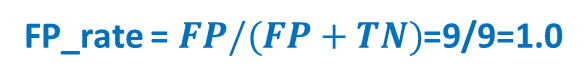 FP_rate = FP/(FP + TN)=9/9=1.0